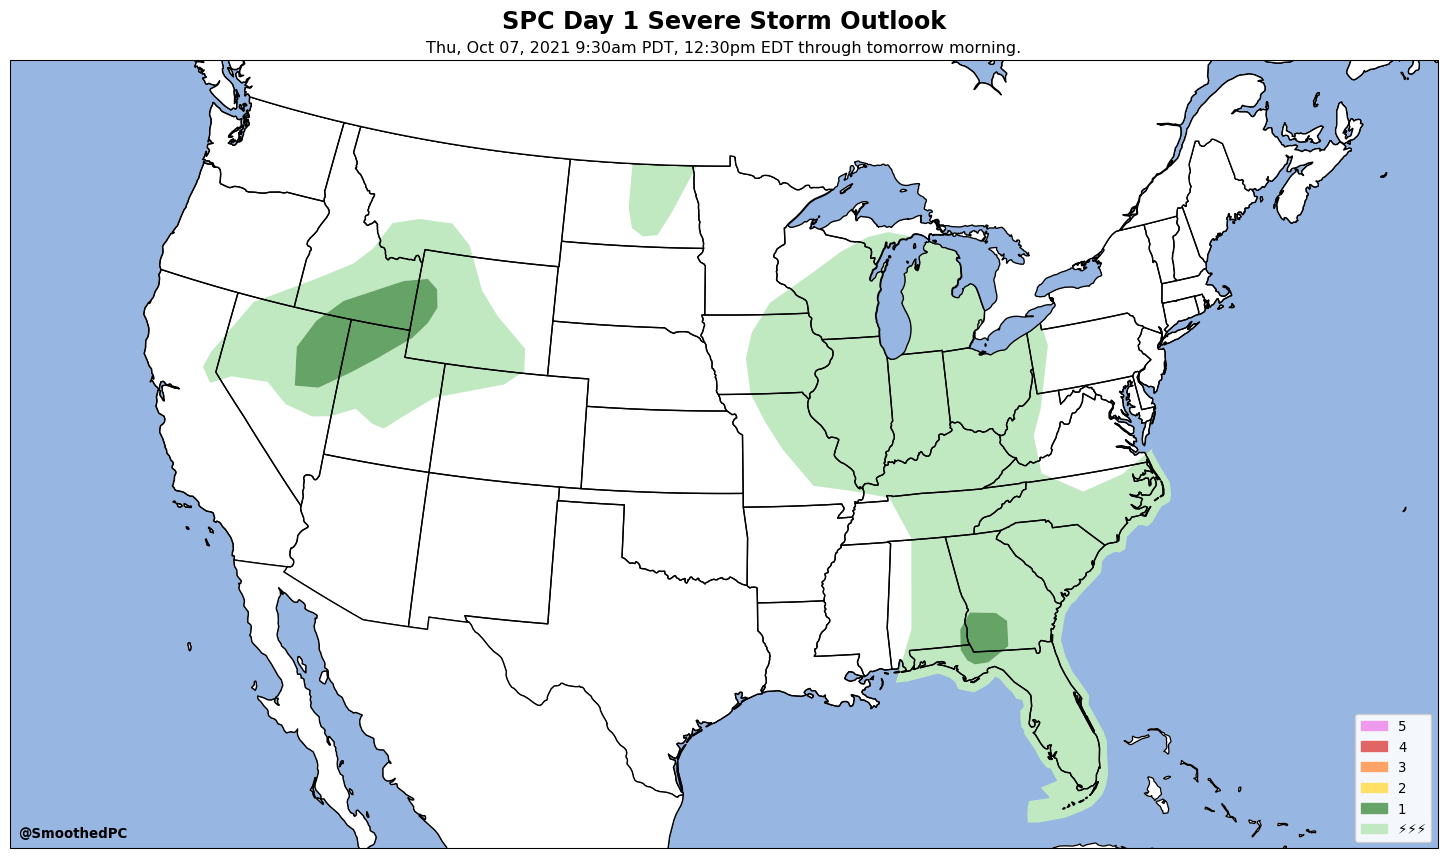 SPC Day 1 Severe Storm Outlook
Thu, Oct 07, 2021 9:30am PDT, 12:30pm EDT through tomorrow morning.
5
4
3
2
1
⚡⚡⚡
@SmoothedPC